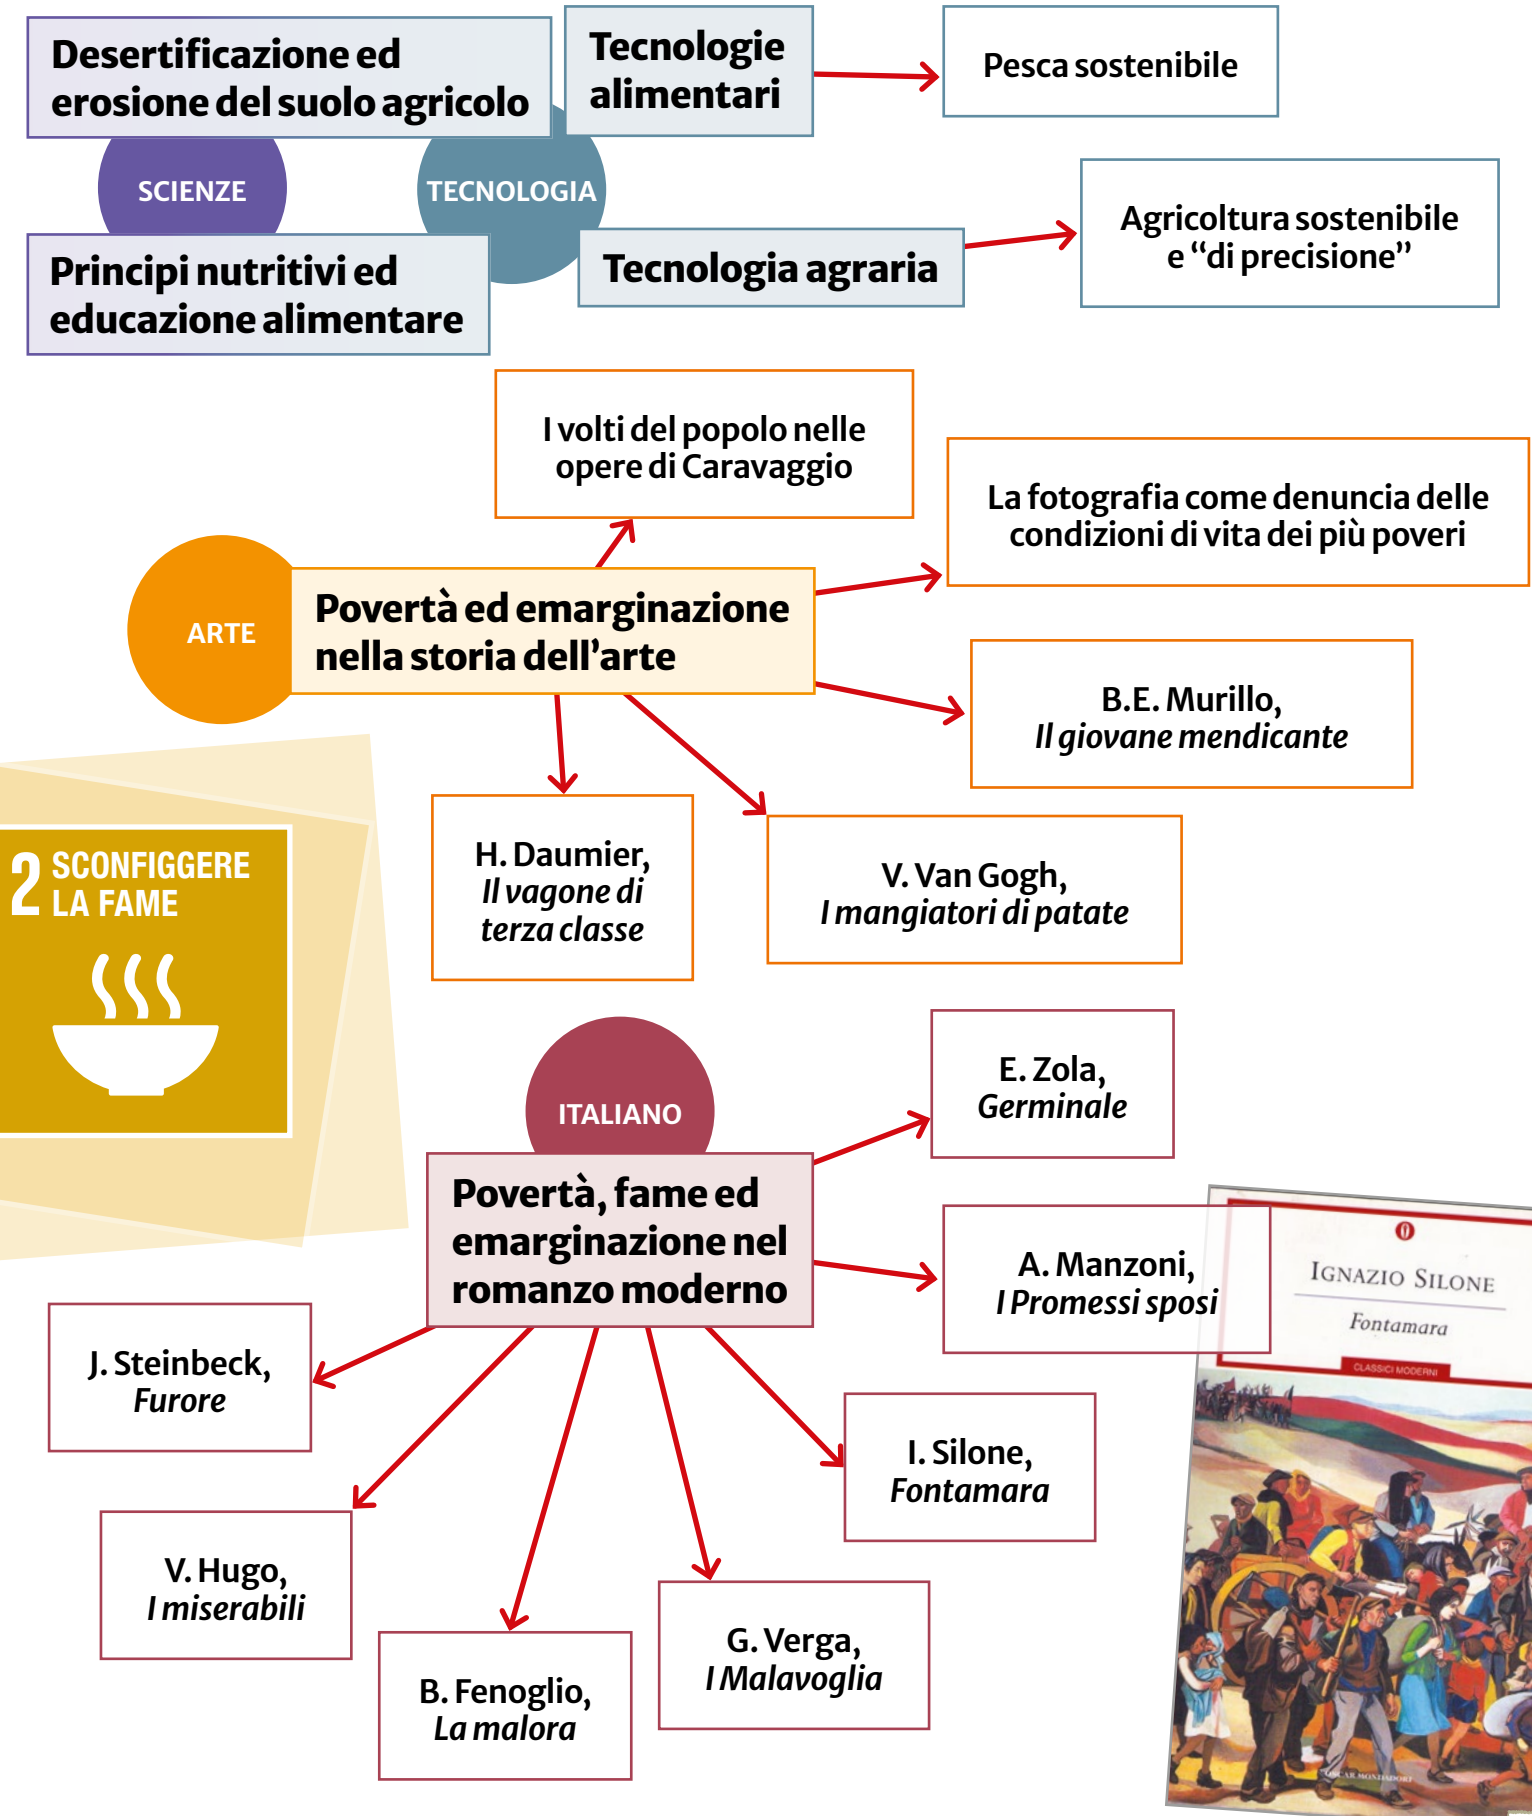 Desertificazione ed
erosione del suolo agricolo
SCIENZE
Principi nutritivi ed
educazione alimentare
Tecnologie
alimentari
TECNOLOGIA
Tecnologia agraria
Pesca sostenibile
Agricoltura sostenibile
e “di precisione”
I volti del popolo nelle
opere di Caravaggio
La fotografia come denuncia delle
condizioni di vita dei più poveri
ARTE
Povertà ed emarginazione
nella storia dell’arte
B.E. Murillo,
Il giovane mendicante
H. Daumier,
Il vagone di
terza classe
V. Van Gogh,
I mangiatori di patate
2 SCONFIGGERE
LA FAME
ITALIANO
Povertà, fame ed
emarginazione nel
romanzo moderno
E. Zola,
Germinale
A. Manzoni,
I Promessi sposi
J. Steinbeck,
Furore
I. Silone,
Fontamara
V. Hugo,
I miserabili
B. Fenoglio,
La malora
G. Verga,
I Malavoglia
IGNAZIO SILONE
Fontamara
CLASSICI MODERNI
OSCAR MONDADORI